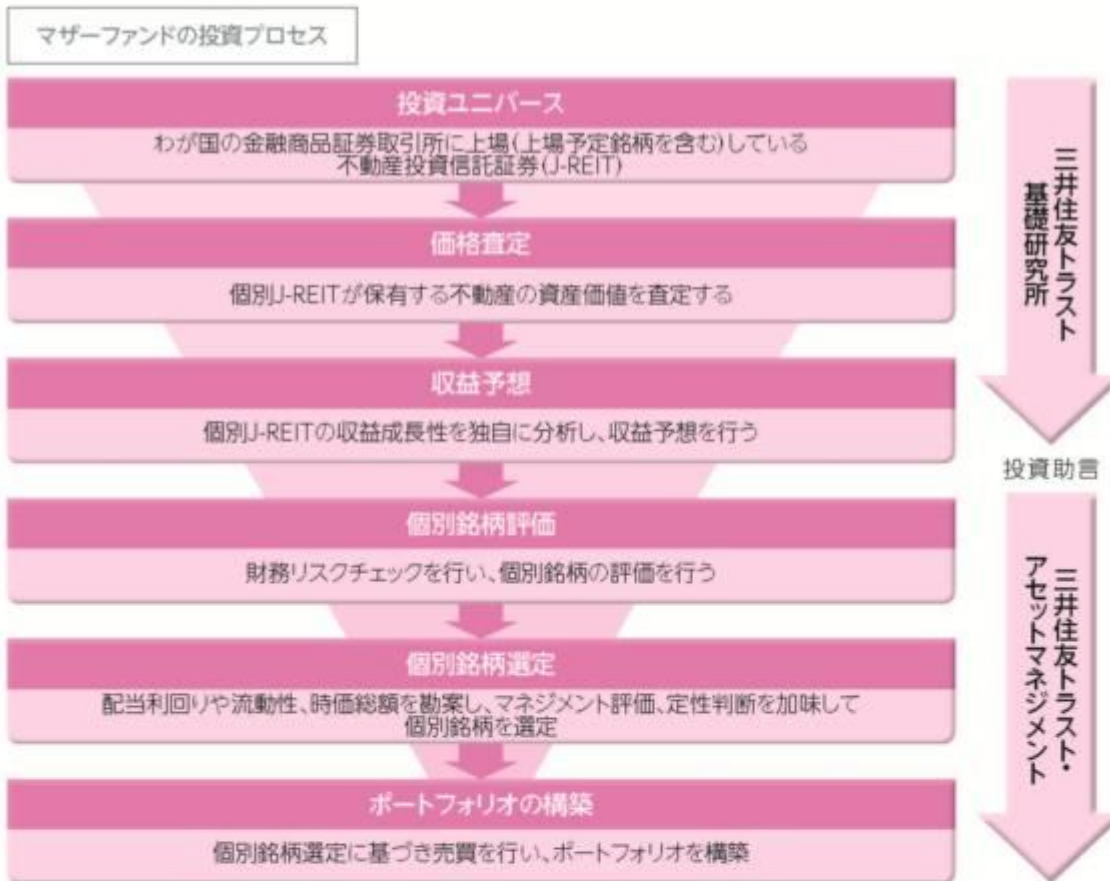 マザーファンドの投資プロセス
投資ユニバース
わが国の金融商品証券取引所に上場(上場予定銘柄を含む)している
不動産投資信託証券(J-REIT)
価格査定
個別J-REITが保有する不動産の資産価値を査定する
収益予想
個別J-REITの収益成長性を独自に分析し、収益予想を行う
個別銘柄評価
財務リスクチェックを行い、個別銘柄の評価を行う
個別銘柄選定
配当利回りや流動性、時価総額を勘案し、マネジメント評価、定性判断を加味して
個別銘柄を選定
ポートフォリオの構築
個別銘柄選定に基づき売買を行い、ポートフォリオを構築
三井住友トラスト
基礎研究所
投資助言
三井住友トラスト・
アセットマネジメント